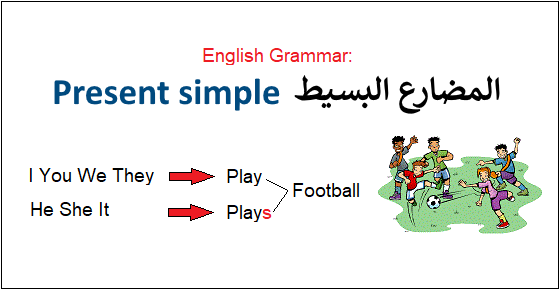 English Grammar:
Present simple المضارع البسيط
I You We They Play
Football
He She It Plays